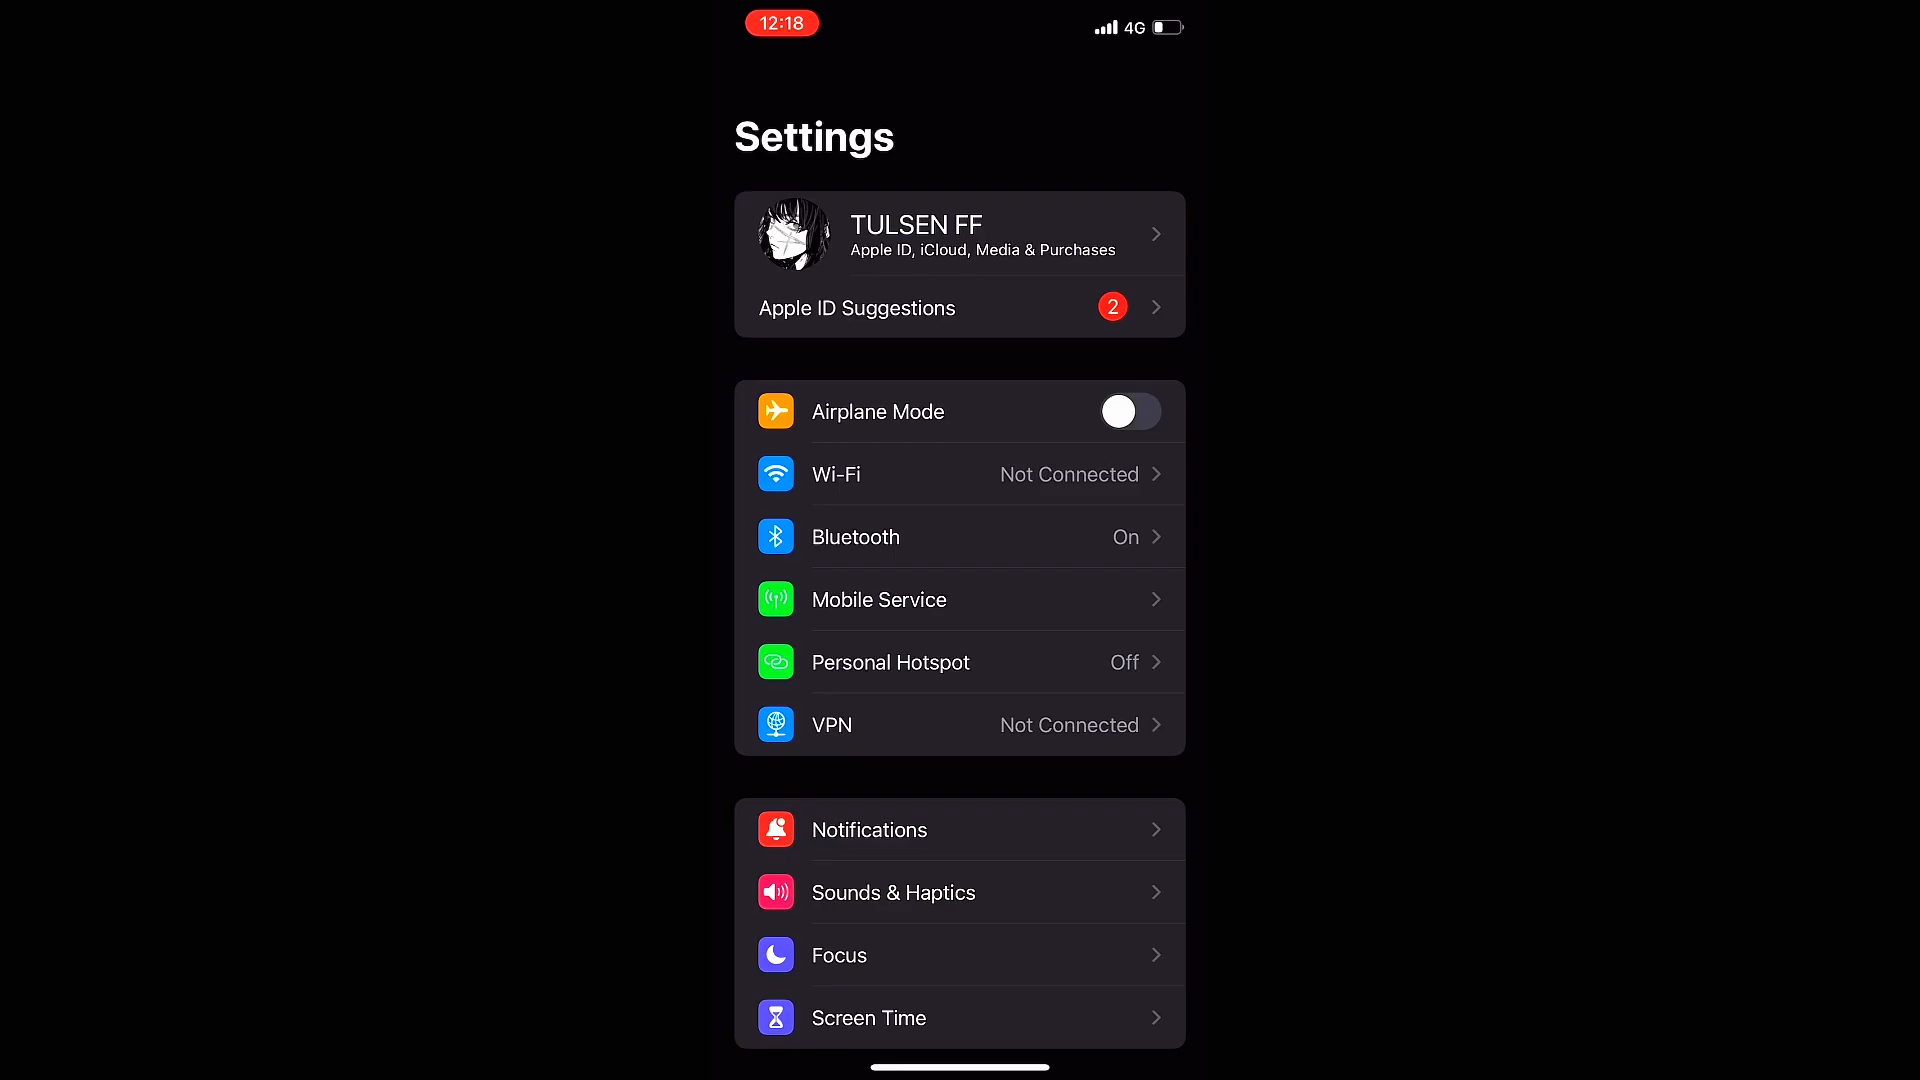 12:18
4G
Settings
TULSEN FF
Apple ID, iCloud, Media & Purchases
Apple ID Suggestions
2
Airplane Mode
Wi-Fi
Not Connected
Bluetooth
On
Mobile Service
Personal Hotspot
Off
VPN
Not Connected
Notifications
Sounds & Haptics
Focus
Screen Time